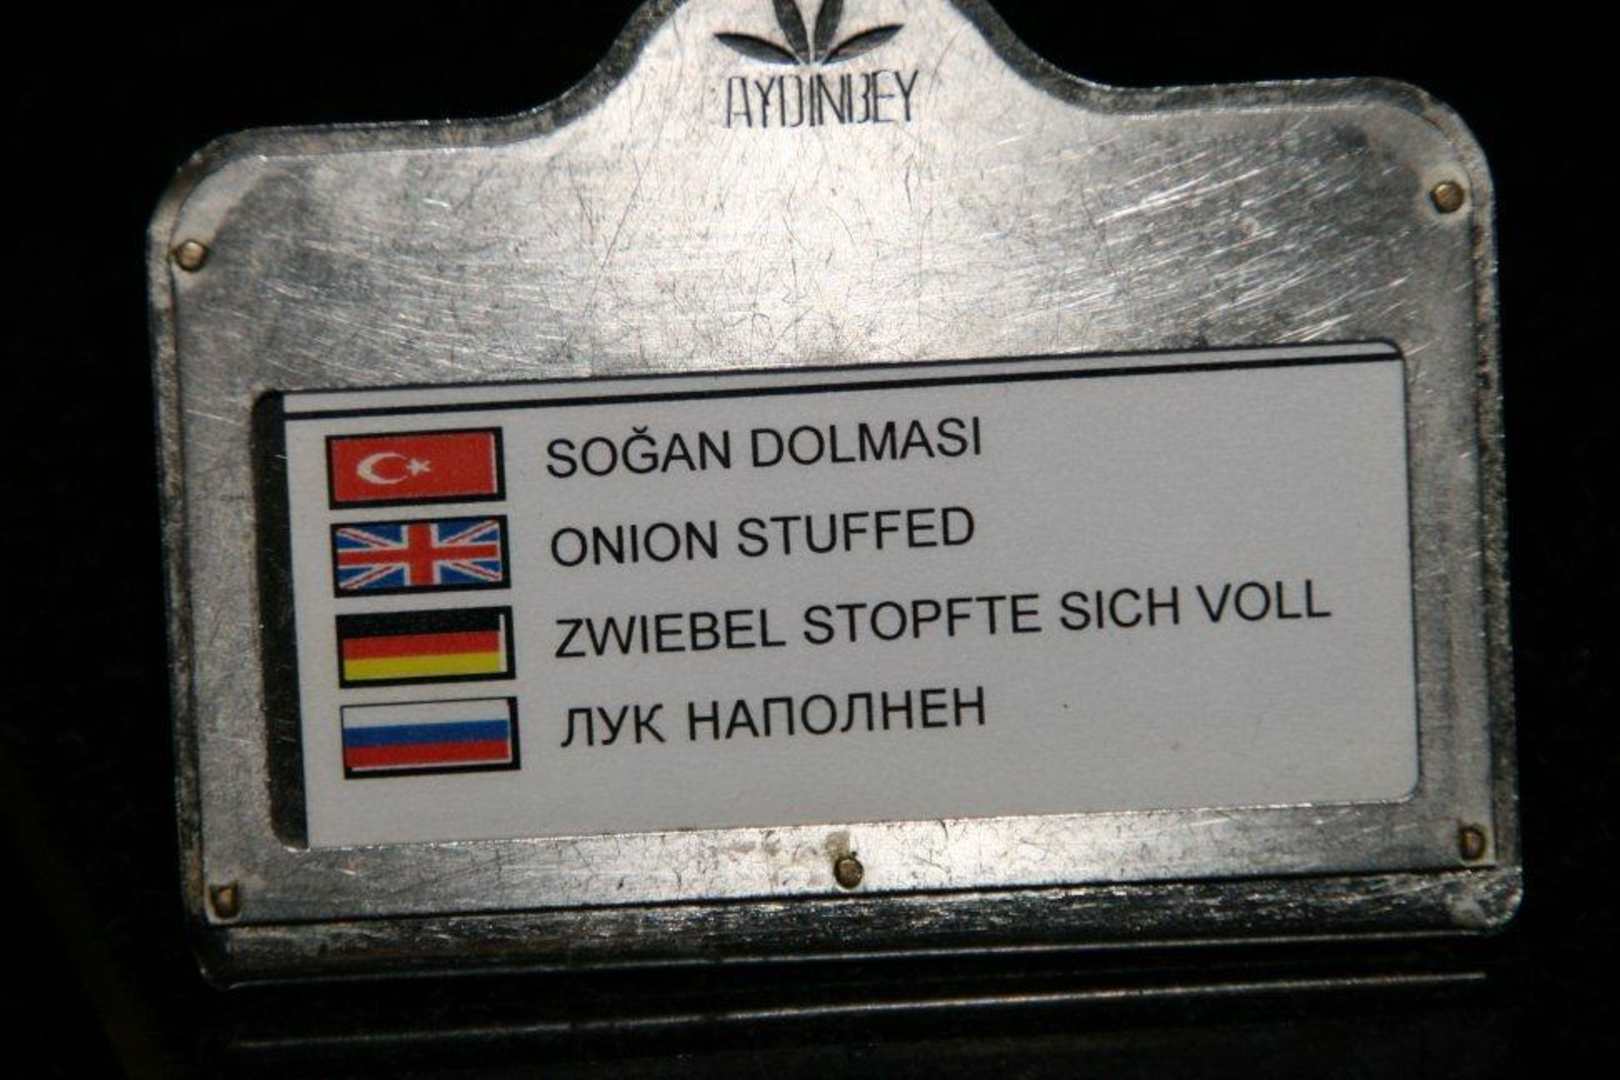 AYDINBEY
SOĞAN DOLMASI
ONION STUFFED
ZWIEBEL STOPFTE SICH VOLL
ЛУК НАПОЛНЕН